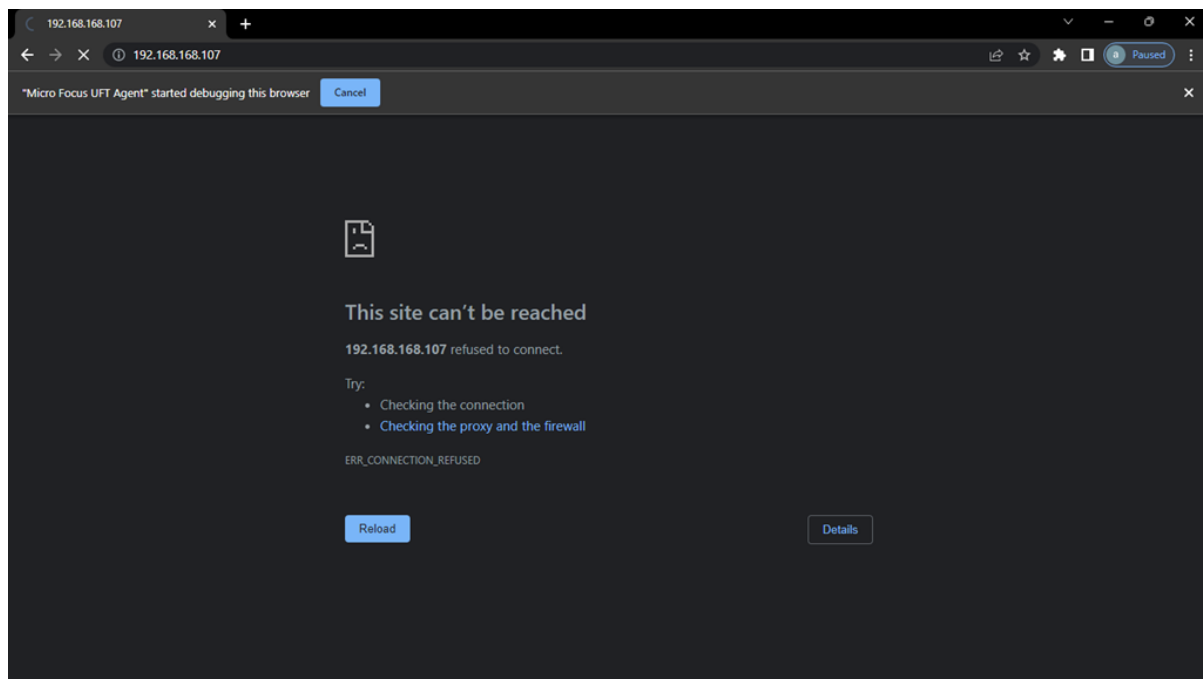 192.168.168.107
192.168.168.107
a Paused
"Micro Focus UFT Agent" started debugging this browser Cancel
This site can't be reached
192.168.168.107 refused to connect.
Try:
• Checking the connection
• Checking the proxy and the firewall
ERR_CONNECTION_REFUSED
Reload
Details